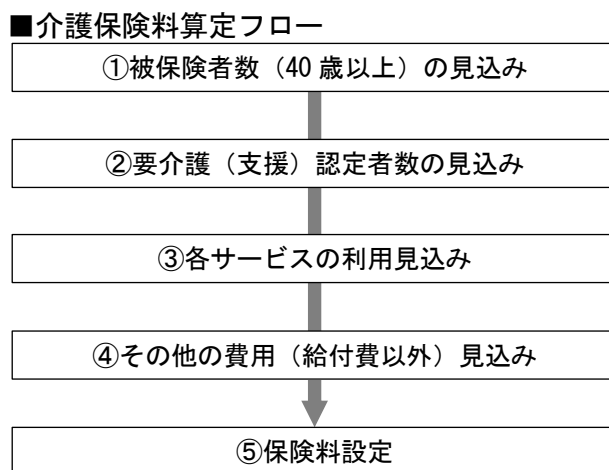 ■介護保険料算定フロー
①被保険者数（40歳以上）の見込み
②要介護（支援）認定者数の見込み
③各サービスの利用見込み
④その他の費用（給付費以外）見込み
⑤保険料設定